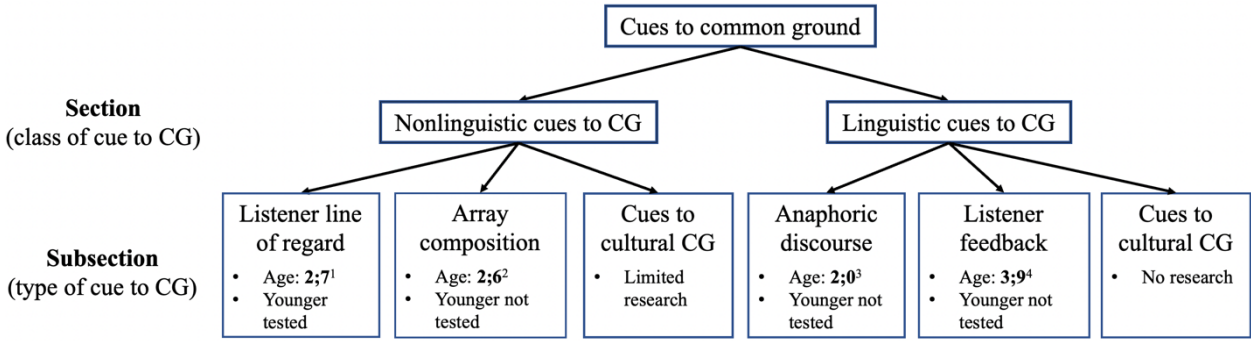 Cues to common ground
Section
(class of cue to CG)
Nonlinguistic cues to CG
Linguistic cues to CG
Subsection
(type of cue to CG)
Listener line
of regard
• Age: 2;7¹
• Younger
tested
Array
composition
• Age: 2;6²
• Younger not
tested
Cues to
cultural CG
• Limited
research
Anaphoric
discourse
• Age: 2;0³
• Younger not
tested
Listener
feedback
• Age: 3;9⁴
• Younger not
tested
Cues to
cultural CG
• No research